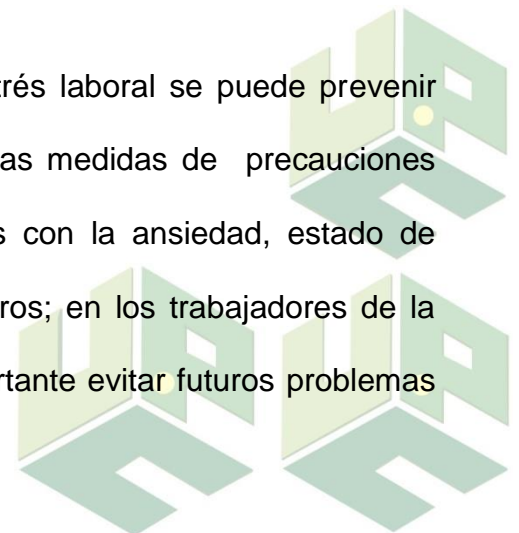 trés laboral se puede prevenir
as medidas de precauciones
s con la ansiedad, estado de
ros; en los trabajadores de la
rtante evitar futuros problemas